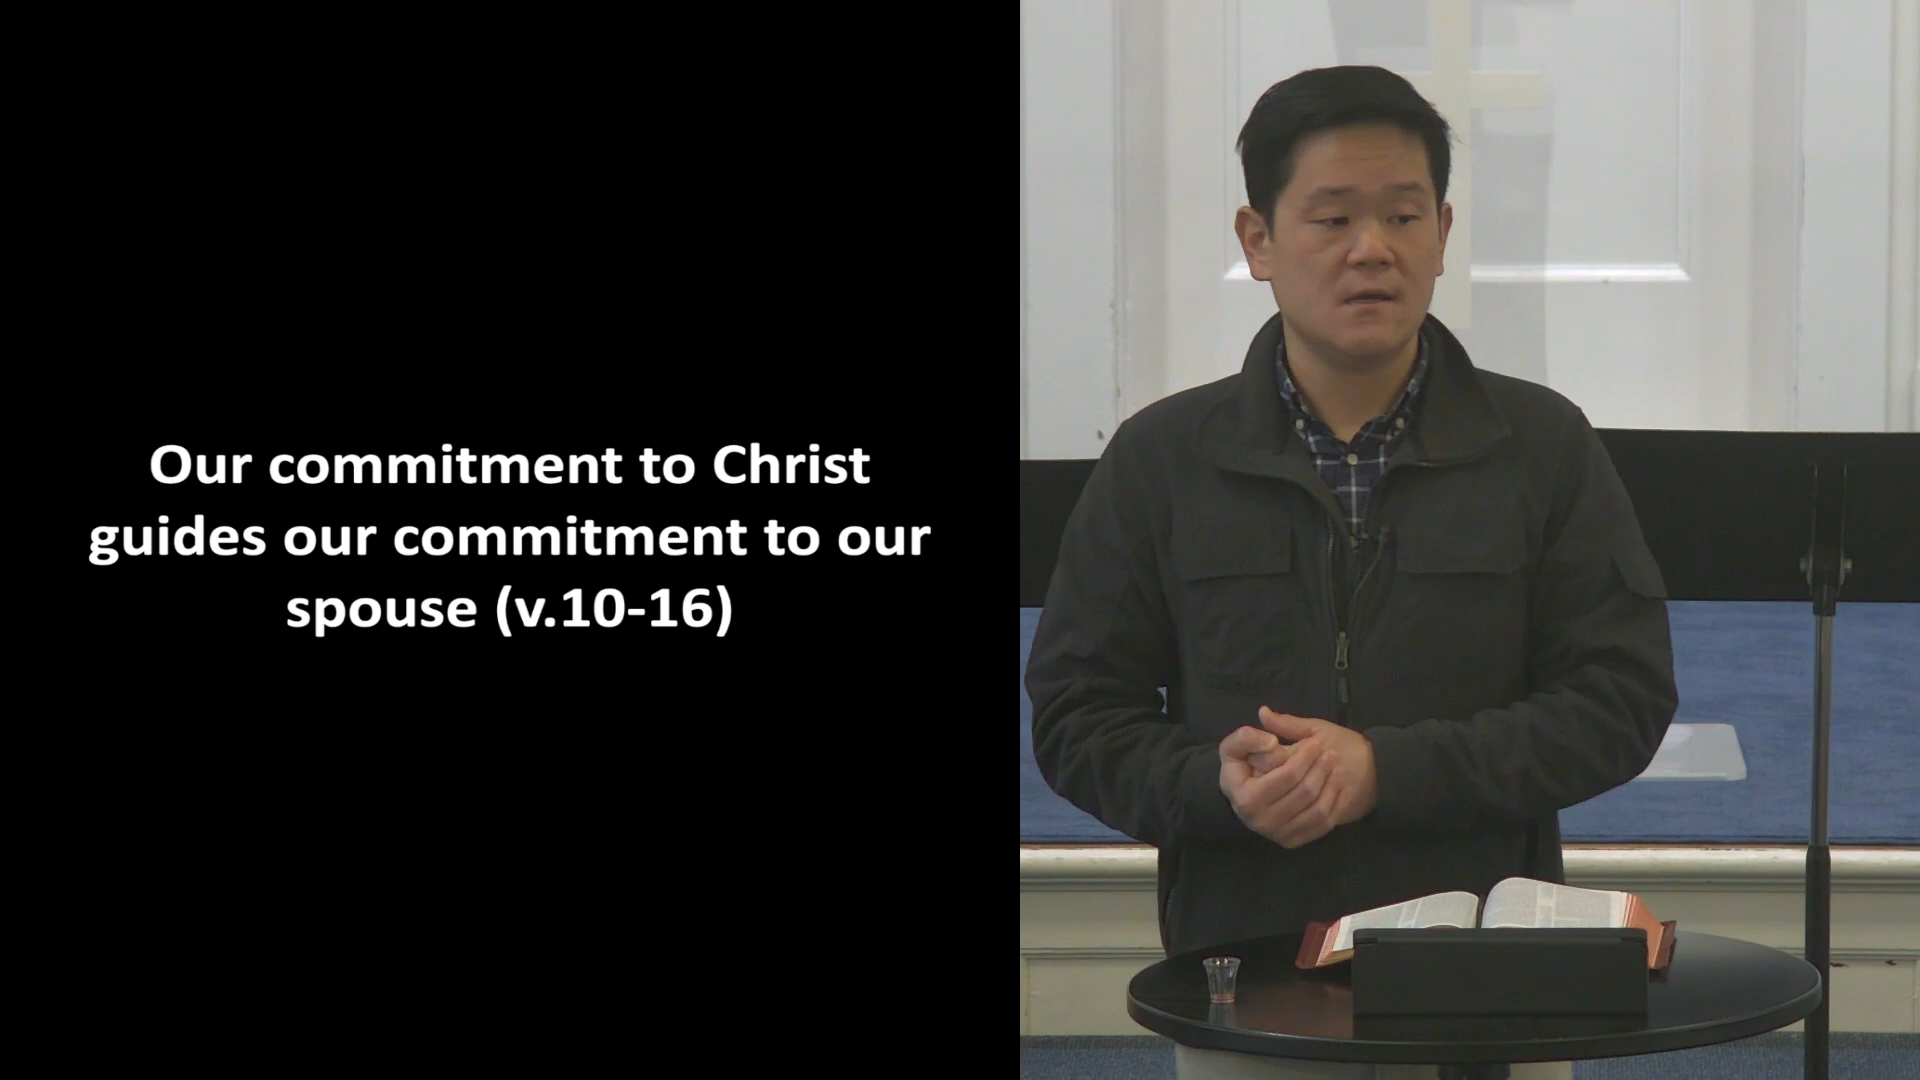 Our commitment to Christ
guides our commitment to our
spouse (v.10-16)